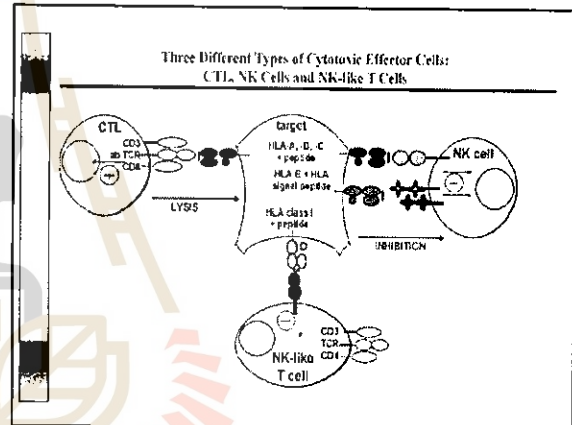 Three Different Types of Cytotoxic Effector Cells:
CTL, NK Cells and NK-like T Cells
CTL
CD3
ab TCR
LYSIS
target
HLA-A, -B, -C
+ peptide
HLA-E + HLA
signal peptide
HLA class I
+ peptide
NK cell
INHIBITION
CD3
TCR
NK-like
T cell